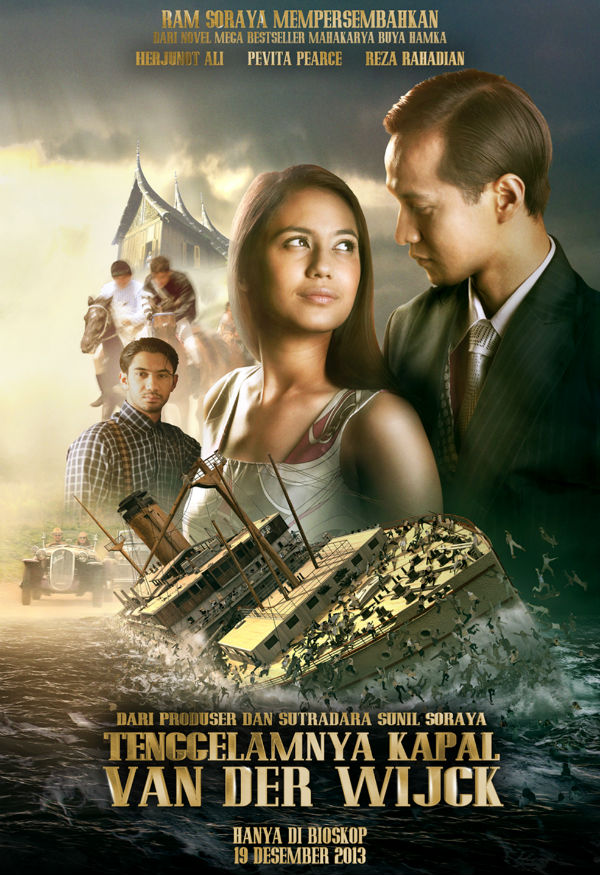 RAM SORAYA MEMPERSEMBAHKAN
DARI NOVEL MEGA BESTSELLER MAHAKARYA BUYA HAMKA
HERJUNOT ALI PEVITA PEARCE REZA RAHADIAN
DARI PRODUSER DAN SUTRADARA SUNIL SORAYA
TENGGELAMNYA KAPAL
VAN DER WIJCK
HANYA DI BIOSKOP
19 DESEMBER 2013